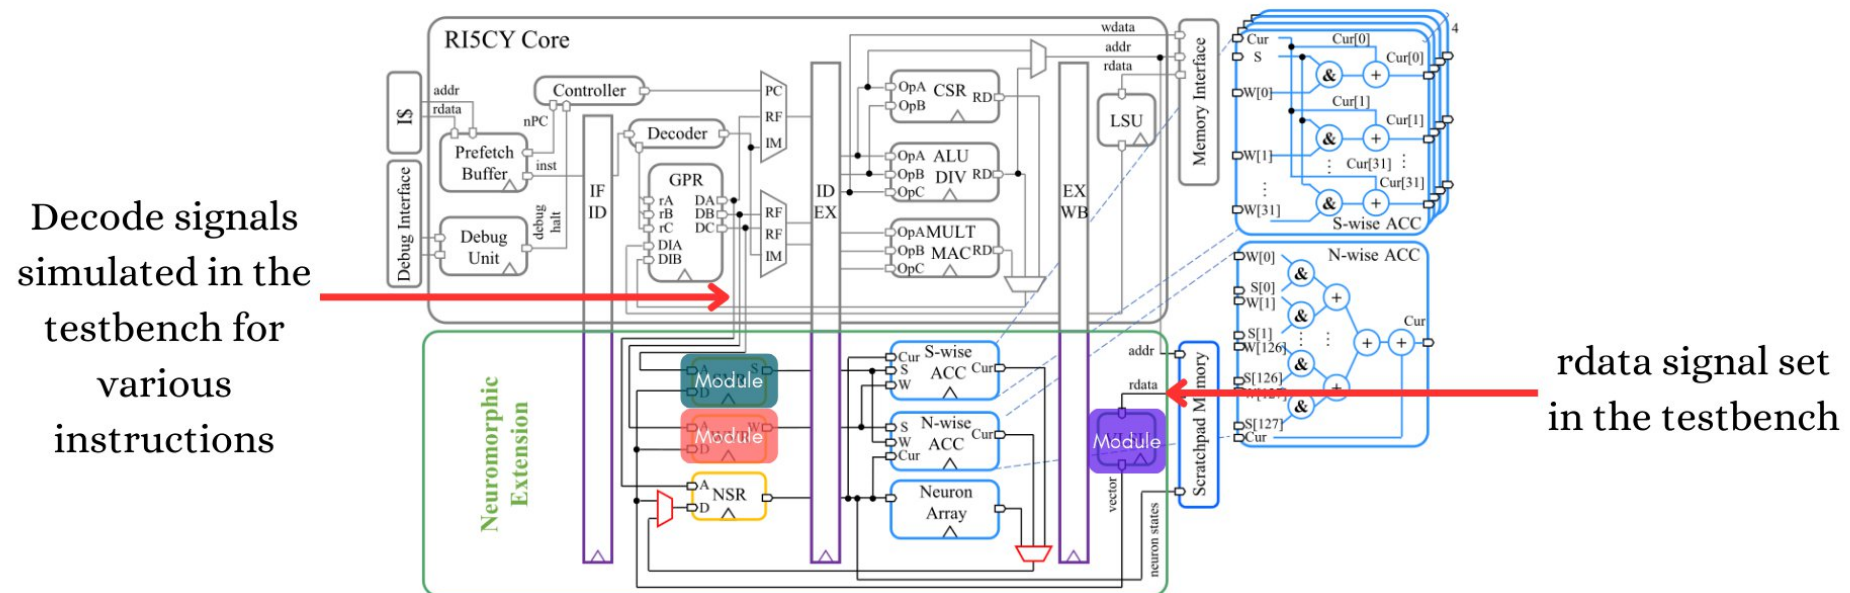 Decode signals
simulated in the
testbench for
various
instructions
RI5CY Core
I$
addr
rdata
Debug Interface
Controller
nPC
Prefetch
Buffer
inst
Debug
Unit
debug
halt
IF
ID
Decoder
GPR
rA
rB
rC
DIA
DIB
DA
DB
DC
PC
RF
IM
RF
RF
IM
ID
EX
OpA
OpB
CSR
RD
OpA
OpB
OpC
ALU
DIV
RD
OpA
OpB
OpC
MULT
MAC
RD
EX
WB
wdata
addr
rdata
LSU
Memory Interface
Neuromorphic
Extension
Module
A
S
D
Module
A
W
D
NSR
A
D
Cur
S
W
S-wise
ACC
Cur
S
W
Cur
N-wise
ACC
Cur
Neuron
Array
addr
rdata
Module
vector
neuron states
Scratchpad Memory
4
Cur
S
W[0]
W[1]
⋮
W[31]
&
+
Cur[0]
Cur[0]
&
+
Cur[1]
Cur[1]
⋮
⋮
Cur[31]
&
+
Cur[31]
S-wise ACC
N-wise ACC
W[0]
S[0]
W[1]
S[1]
W[126]
S[126]
S[127]
Cur
&
&
&
&
⋮
⋮
+
+
+
+
Cur
rdata signal set
in the testbench